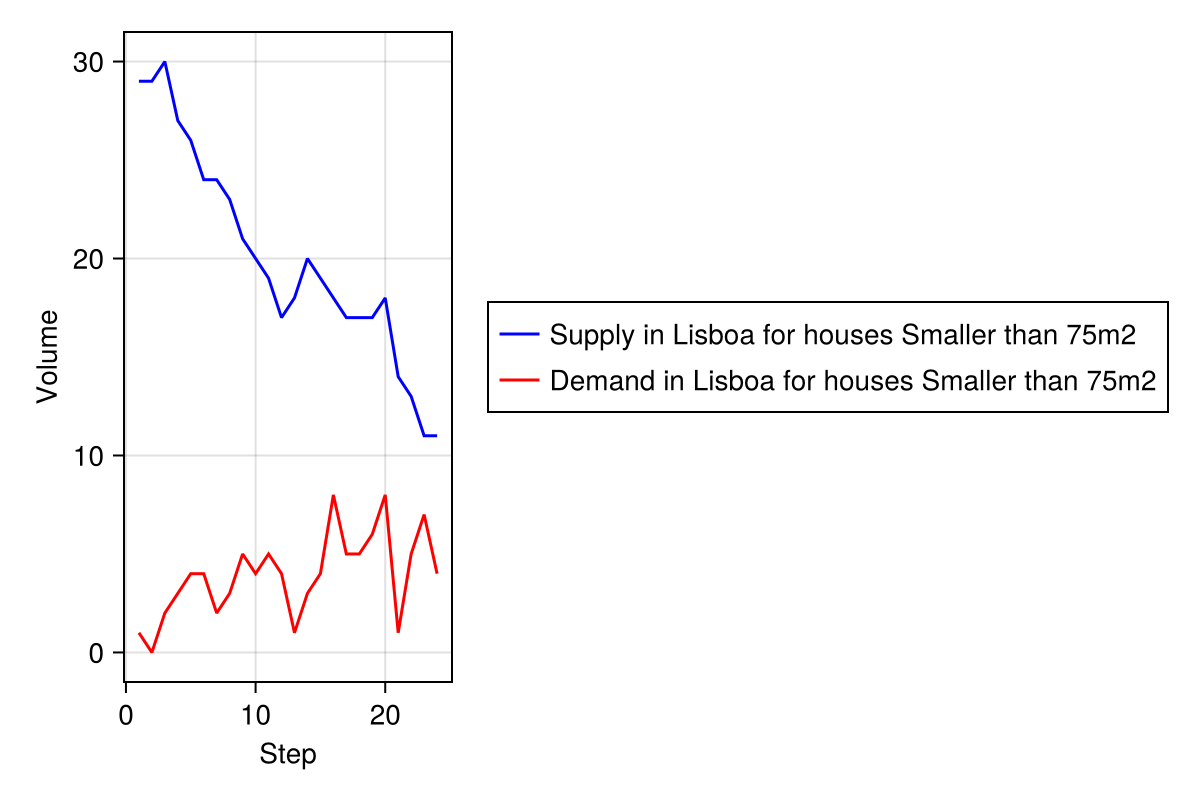 30
20
10
0
Volume
0 10 20
Step
Supply in Lisboa for houses Smaller than 75m2
Demand in Lisboa for houses Smaller than 75m2